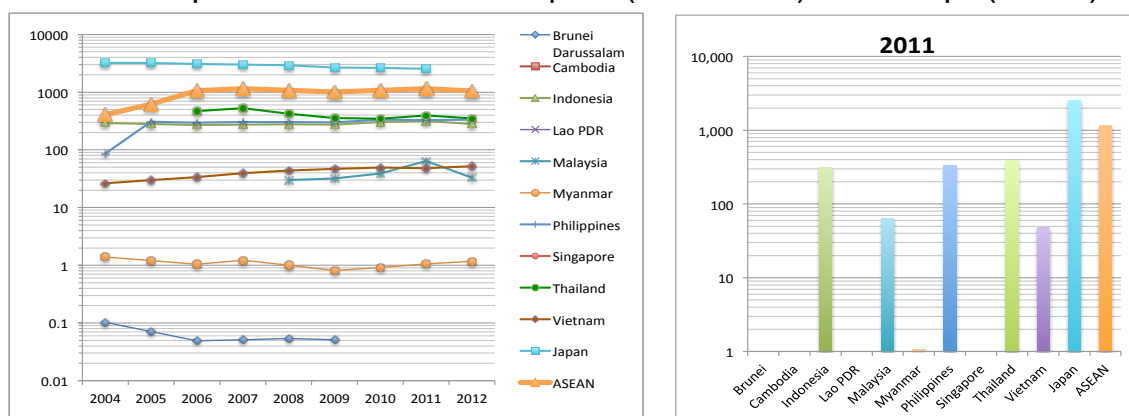 10000
1000
100
10
1
0.1
0.01
2004 2005 2006 2007 2008 2009 2010 2011 2012
Brunei
Darussalam
Cambodia
Indonesia
Lao PDR
Malaysia
Myanmar
Philippines
Singapore
Thailand
Vietnam
Japan
ASEAN
2011
10,000
1,000
100
10
1
Brunei
Cambodia
Indonesia
Lao PDR
Malaysia
Myanmar
Philippines
Singapore
Thailand
Vietnam
Japan
ASEAN